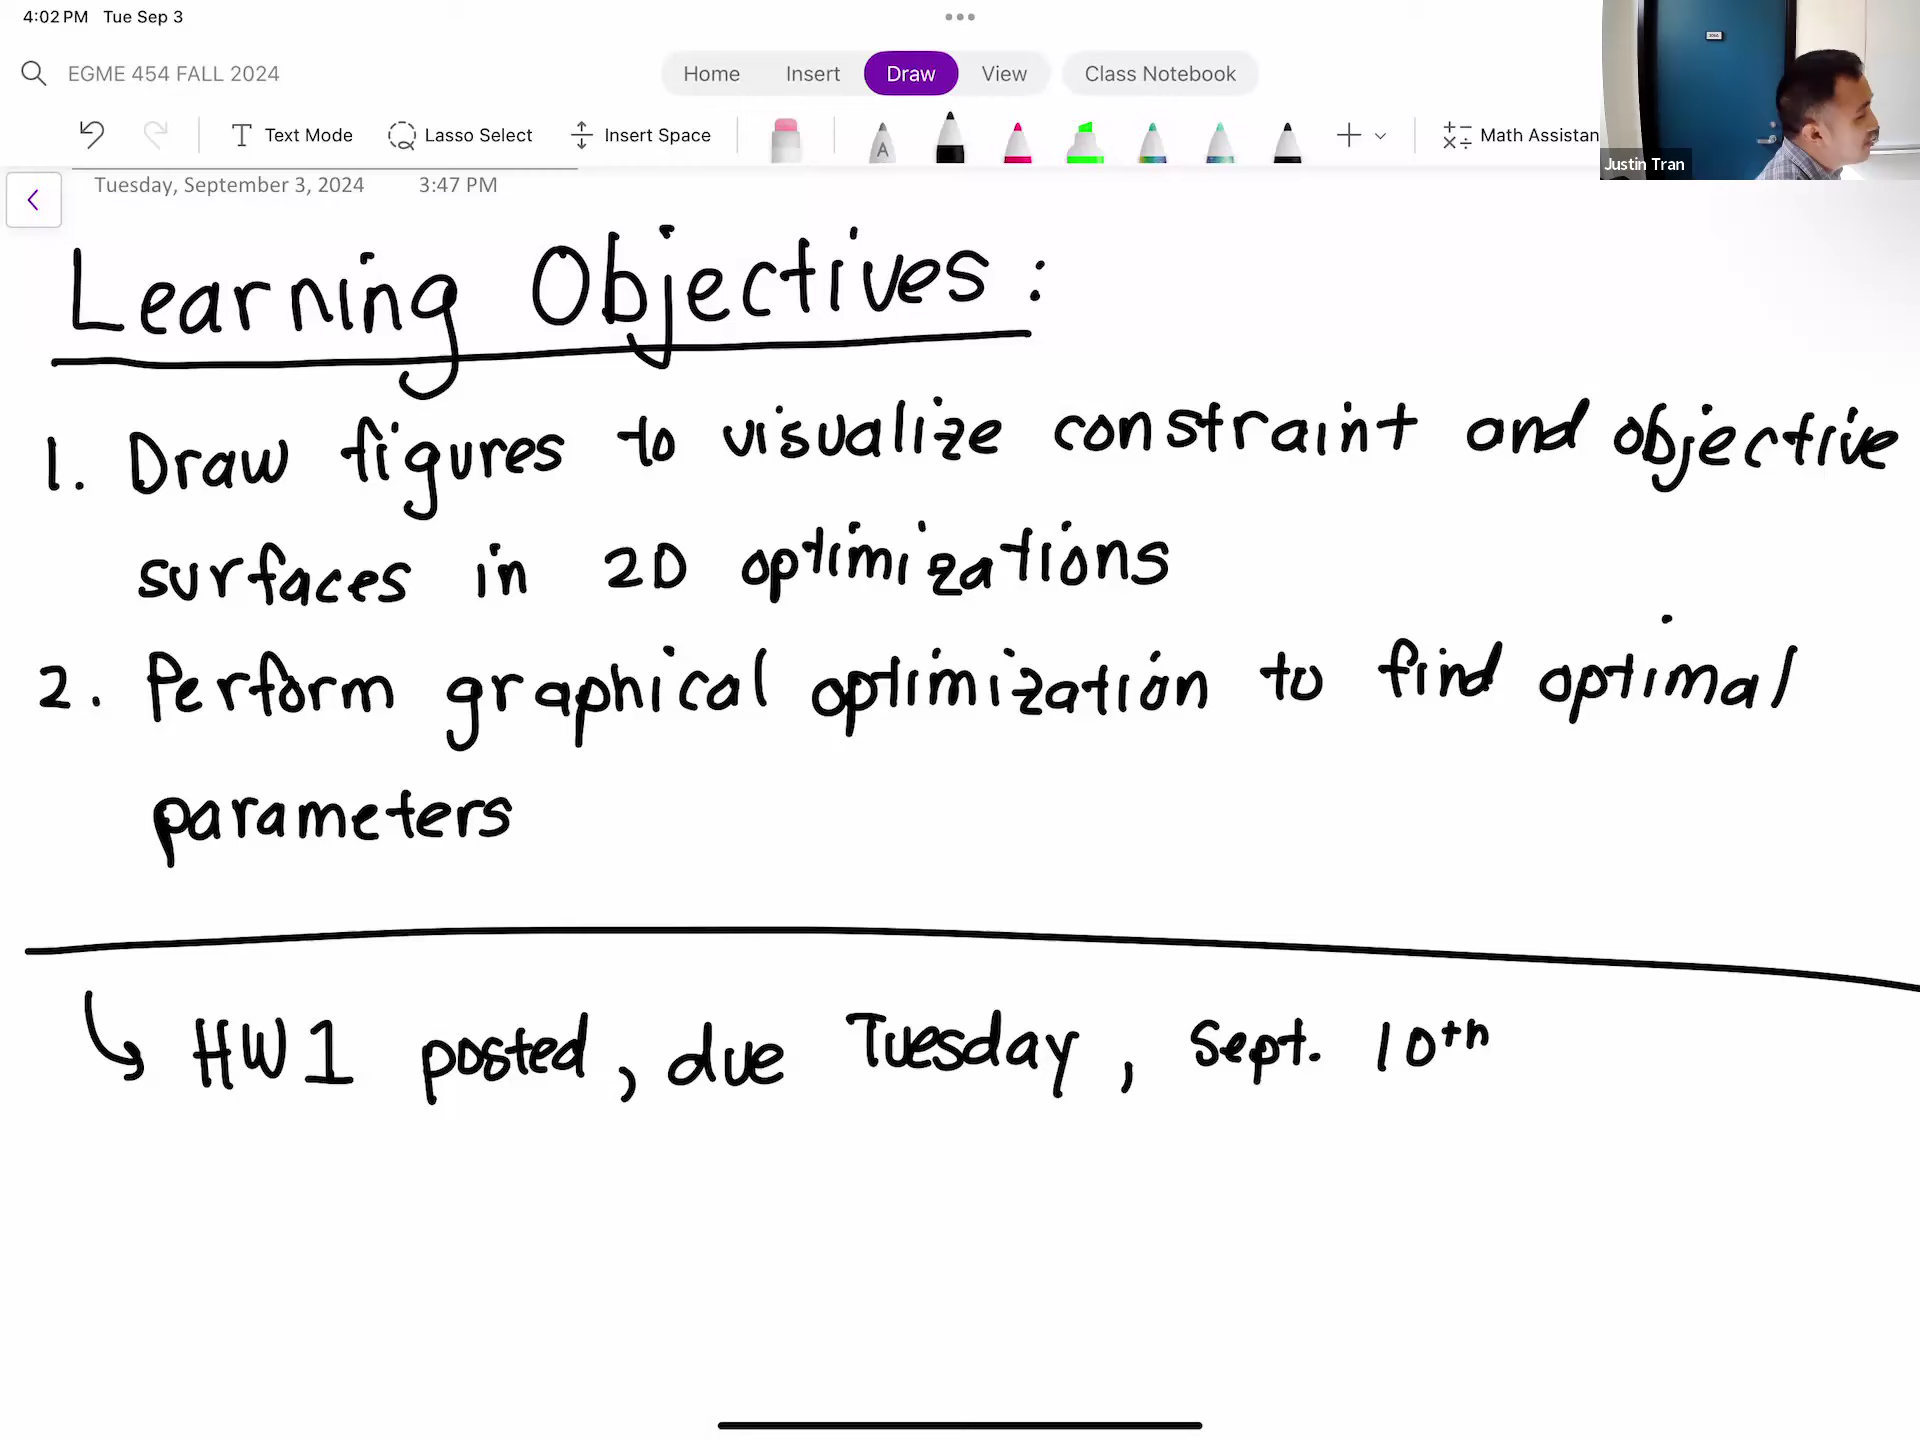 4:02 PM Tue Sep 3
EGME 454 FALL 2024
Home Insert Draw View Class Notebook
Text Mode Lasso Select Insert Space A Math Assistan
Justin Tran
Tuesday, September 3, 2024 3:47 PM
Learning Objectives:
1. Draw figures to visualize constraint and objective
surfaces in 2D optimizations
2. Perform graphical optimization to find optimal
parameters
HW1 posted, due Tuesday, Sept. 10th